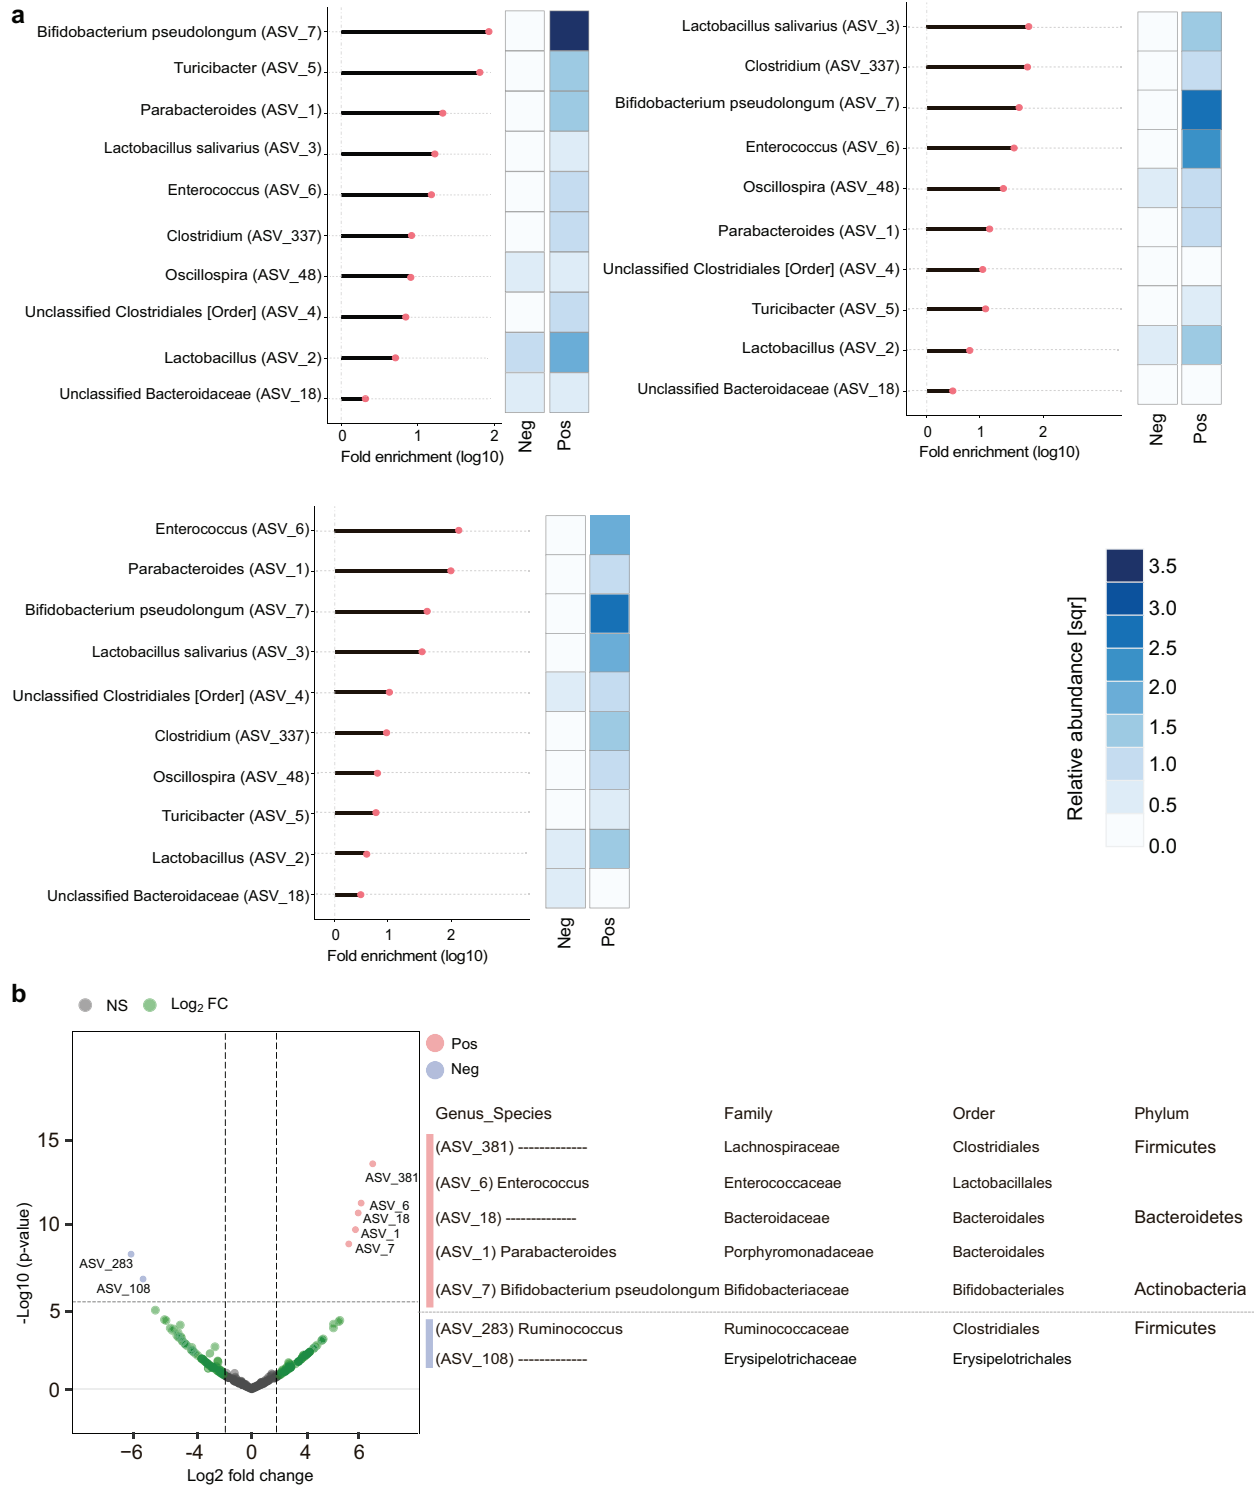 a
Bifidobacterium pseudolongum (ASV_7)
Turicibacter (ASV_5)
Parabacteroides (ASV_1)
Lactobacillus salivarius (ASV_3)
Enterococcus (ASV_6)
Clostridium (ASV_337)
Oscillospira (ASV_48)
Unclassified Clostridiales [Order] (ASV_4)
Lactobacillus (ASV_2)
Unclassified Bacteroidaceae (ASV_18)
0 1 2
Fold enrichment (log10)
Neg Pos
Lactobacillus salivarius (ASV_3)
Clostridium (ASV_337)
Bifidobacterium pseudolongum (ASV_7)
Enterococcus (ASV_6)
Oscillospira (ASV_48)
Parabacteroides (ASV_1)
Unclassified Clostridiales [Order] (ASV_4)
Turicibacter (ASV_5)
Lactobacillus (ASV_2)
Unclassified Bacteroidaceae (ASV_18)
0 1 2
Fold enrichment (log10)
Neg Pos
Enterococcus (ASV_6)
Parabacteroides (ASV_1)
Bifidobacterium pseudolongum (ASV_7)
Lactobacillus salivarius (ASV_3)
Unclassified Clostridiales [Order] (ASV_4)
Clostridium (ASV_337)
Oscillospira (ASV_48)
Turicibacter (ASV_5)
Lactobacillus (ASV_2)
Unclassified Bacteroidaceae (ASV_18)
0 1 2
Fold enrichment (log10)
Neg Pos
Relative abundance [sqr]
3.5
3.0
2.5
2.0
1.5
1.0
0.5
0.0
b
NS Log2 FC
Pos
Neg
-Log10 (p-value)
15
10
5
0
ASV_381
ASV_6
ASV_18
ASV_1
ASV_7
ASV_283
ASV_108
−6 -4 0 4 6
Log2 fold change
Genus_Species Family Order Phylum
(ASV_381) ------------- Lachnospiraceae Clostridiales Firmicutes
(ASV_6) Enterococcus Enterococcaceae Lactobacillales
(ASV_18) ------------- Bacteroidaceae Bacteroidales Bacteroidetes
(ASV_1) Parabacteroides Porphyromonadaceae Bacteroidales
(ASV_7) Bifidobacterium pseudolongum Bifidobacteriaceae Bifidobacteriales Actinobacteria
(ASV_283) Ruminococcus Ruminococcaceae Clostridiales Firmicutes
(ASV_108) ------------- Erysipelotrichaceae Erysipelotrichales